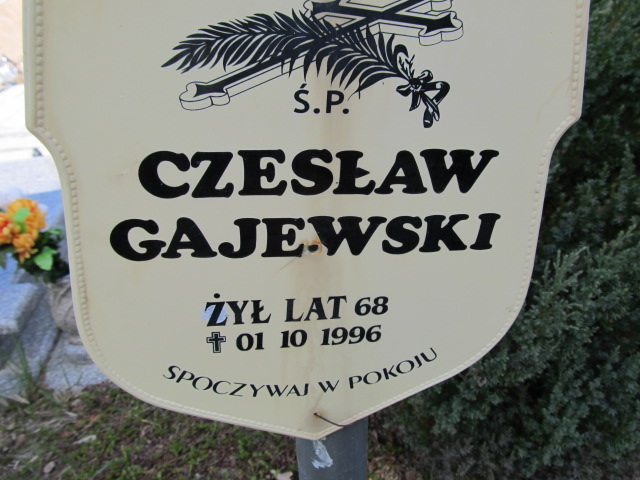 Ś.P.
CZESŁAW
GAJEWSKI
ŻYŁ LAT 68
✝ 01 10 1996
SPOCZYWAJ W POKOJU